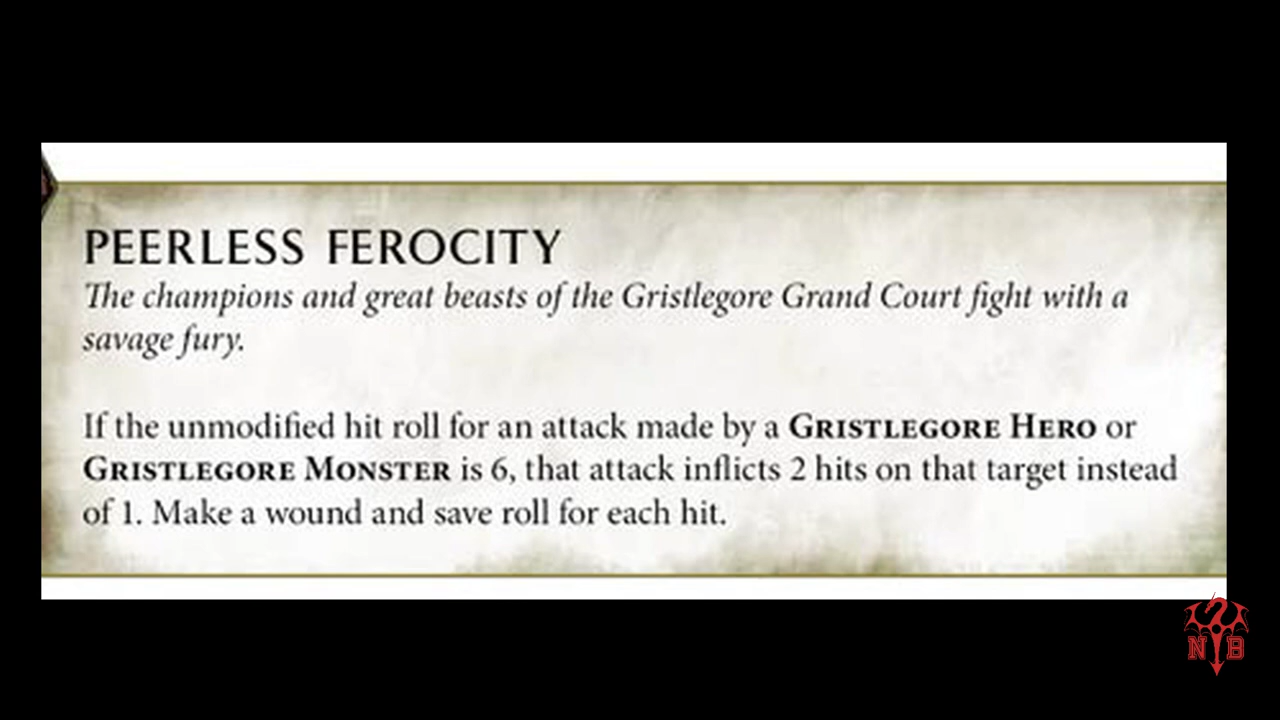 PEERLESS FEROCITY
The champions and great beasts of the Gristlegore Grand Court fight with a
savage fury.
If the unmodified hit roll for an attack made by a GRISTLEGORE HERO or
GRISTLEGORE MONSTER is 6, that attack inflicts 2 hits on that target instead
of 1. Make a wound and save roll for each hit.
N B